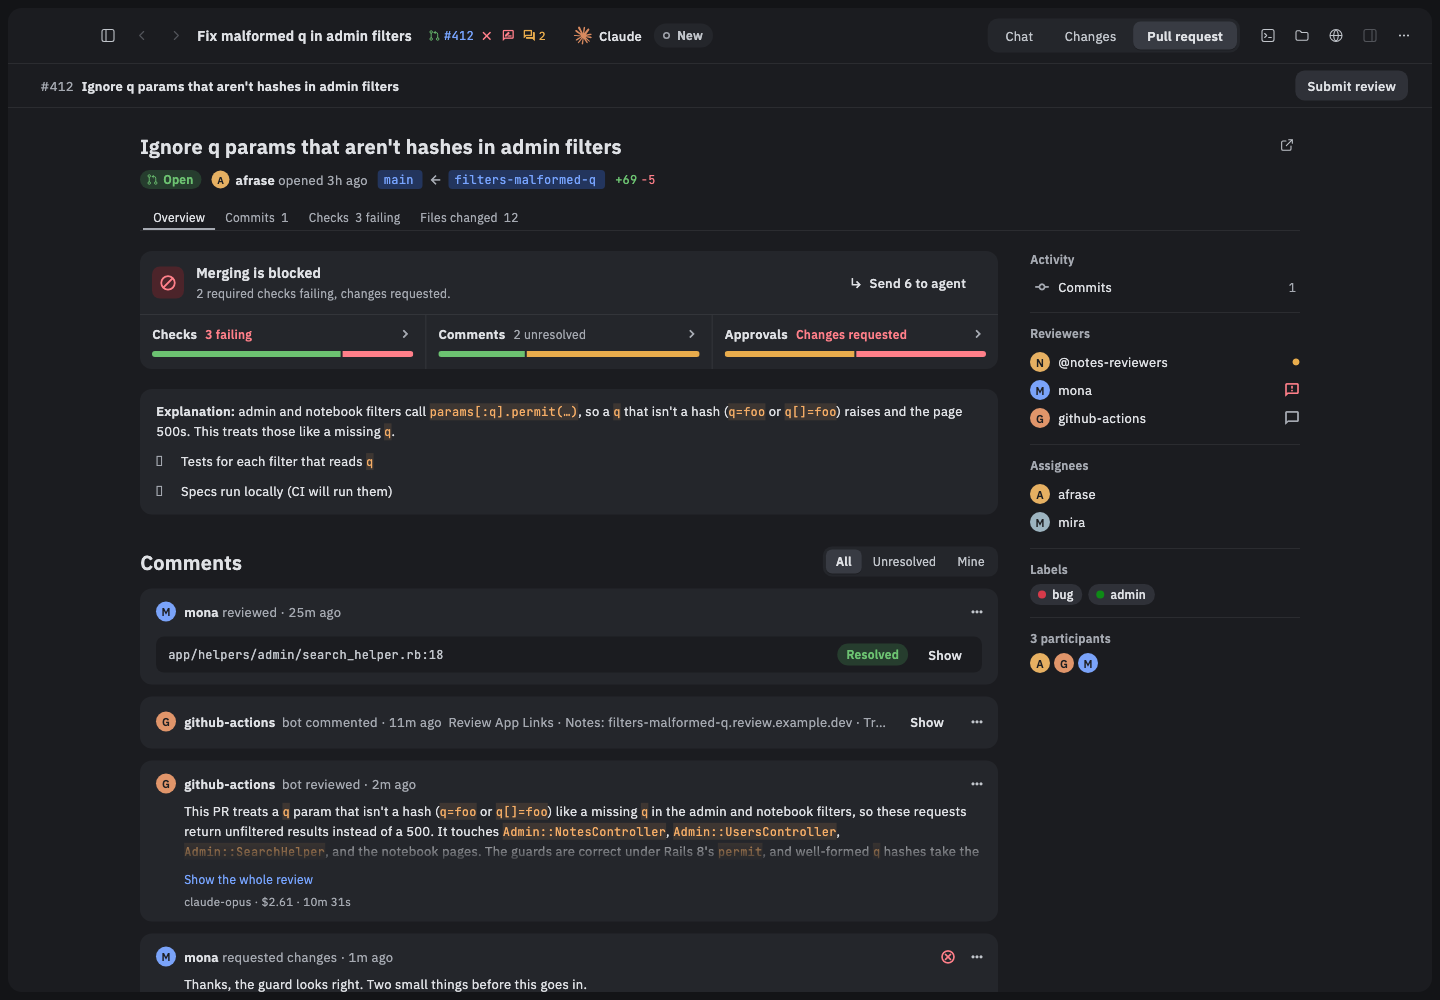 Fix malformed q in admin filters #412 2 Claude New Chat Changes Pull request
#412 Ignore q params that aren't hashes in admin filters Submit review
Ignore q params that aren't hashes in admin filters
Open A afrase opened 3h ago main ← filters-malformed-q +69 -5
Overview Commits 1 Checks 3 failing Files changed 12
Merging is blocked
2 required checks failing, changes requested.
Send 6 to agent
Checks 3 failing
Comments 2 unresolved
Approvals Changes requested
Explanation: admin and notebook filters call params[:q].permit(…), so a q that isn't a hash (q=foo or q[]=foo) raises and the page
500s. This treats those like a missing q.
Tests for each filter that reads q
Specs run locally (CI will run them)
Comments
All Unresolved Mine
M mona reviewed · 25m ago
app/helpers/admin/search_helper.rb:18 Resolved Show
G github-actions bot commented · 11m ago Review App Links · Notes: filters-malformed-q.review.example.dev · Tr… Show
G github-actions bot reviewed · 2m ago
This PR treats a q param that isn't a hash (q=foo or q[]=foo) like a missing q in the admin and notebook filters, so these requests
return unfiltered results instead of a 500. It touches Admin::NotesController, Admin::UsersController,
Admin::SearchHelper, and the notebook pages. The guards are correct under Rails 8's permit, and well-formed q hashes take the
Show the whole review
claude-opus · $2.61 · 10m 31s
M mona requested changes · 1m ago
Thanks, the guard looks right. Two small things before this goes in.
Activity
Commits 1
Reviewers
N @notes-reviewers
M mona
G github-actions
Assignees
A afrase
M mira
Labels
bug admin
3 participants
A G M